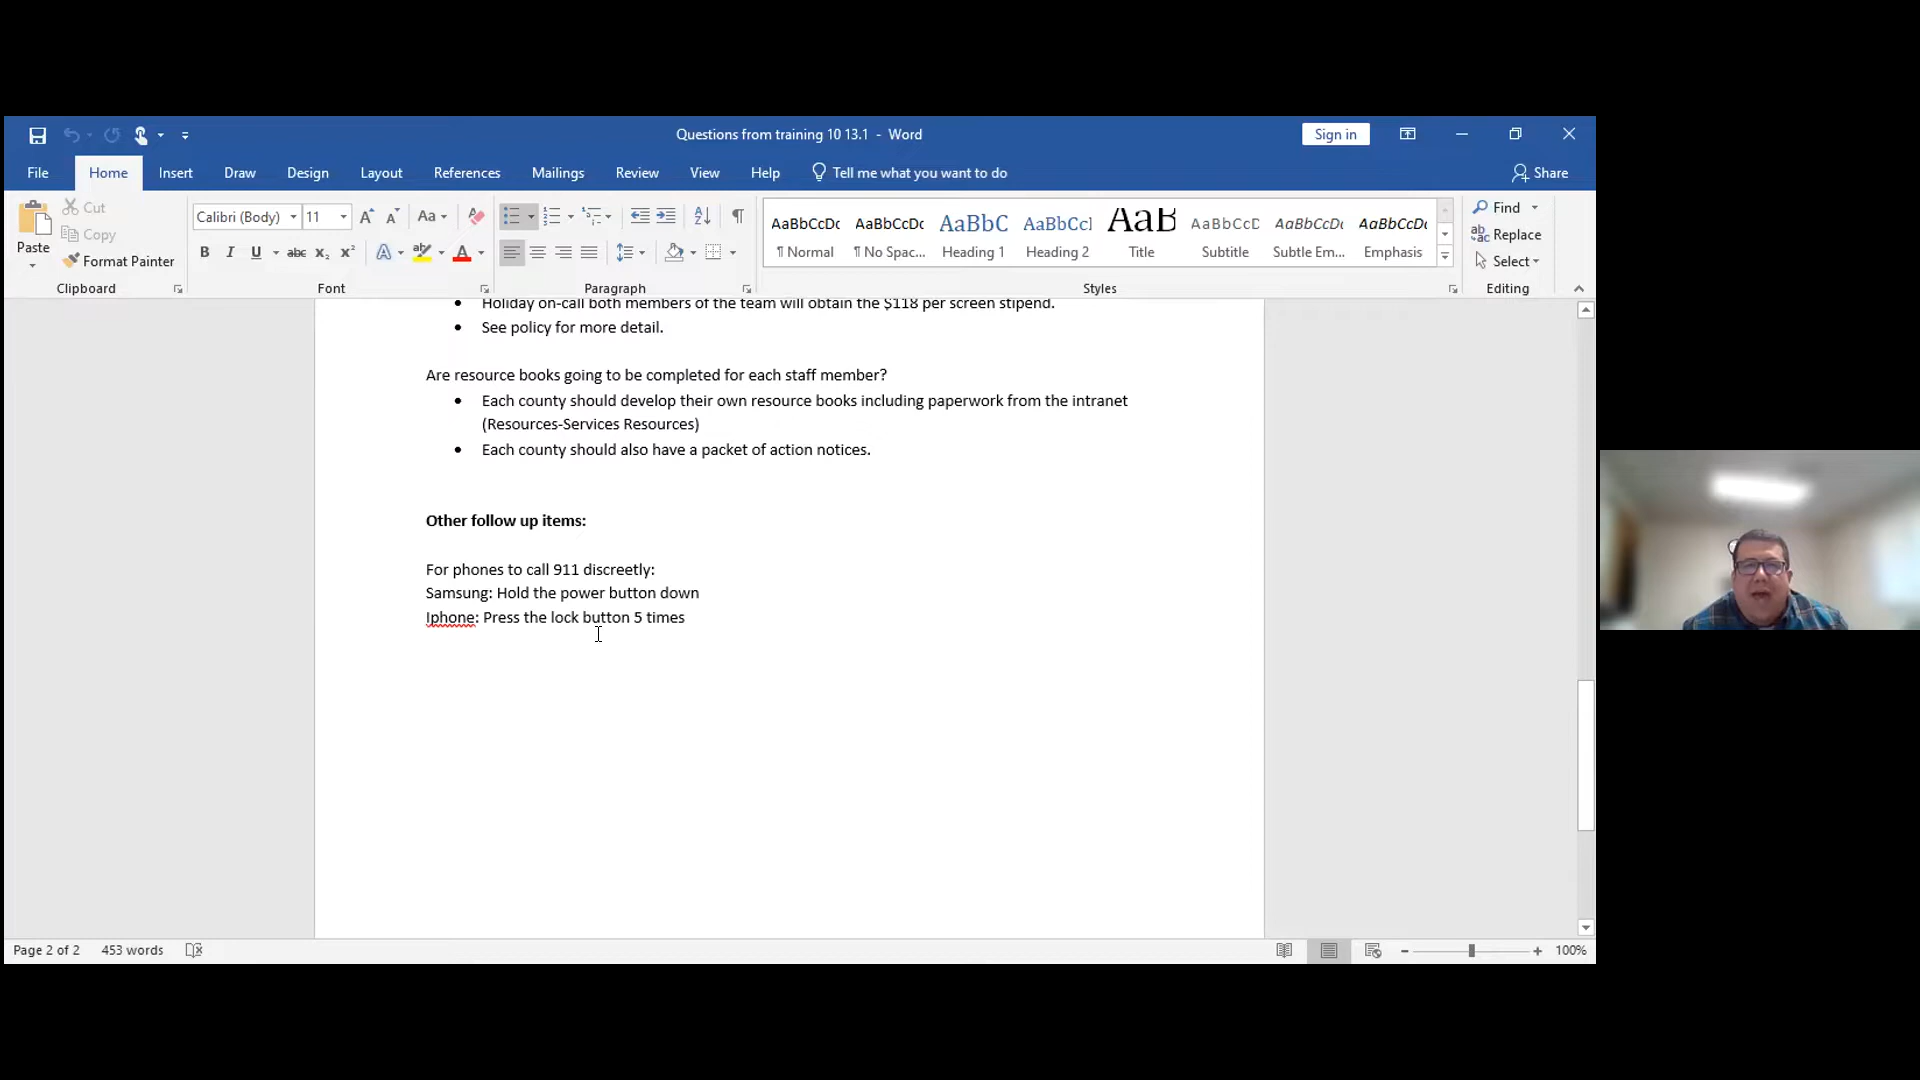 Questions from training 10 13.1 - Word
Sign in
File Home Insert Draw Design Layout References Mailings Review View Help Tell me what you want to do Share
Paste
Cut
Copy
Format Painter
Clipboard
Calibri (Body) 11 Aa
B I U abc x₂ x² A ab A
Font
Paragraph
AaBbCcDc AaBbCcDc AaBbC AaBbCcI AaB AaBbCcD AaBbCcDc AaBbCcDc
¶ Normal ¶ No Spac... Heading 1 Heading 2 Title Subtitle Subtle Em... Emphasis
Styles
Find
Replace
Select
Editing
• Holiday on-call both members of the team will obtain the $118 per screen stipend.
• See policy for more detail.
Are resource books going to be completed for each staff member?
• Each county should develop their own resource books including paperwork from the intranet
(Resources-Services Resources)
• Each county should also have a packet of action notices.
Other follow up items:
For phones to call 911 discreetly:
Samsung: Hold the power button down
Iphone: Press the lock button 5 times
Page 2 of 2 453 words 100%